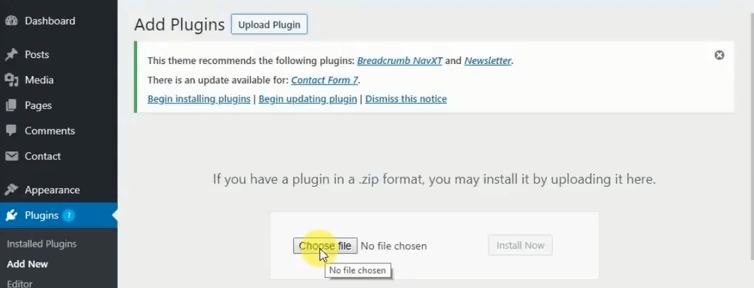 Dashboard
Posts
Media
Pages
Comments
Contact
Appearance
Plugins 1
Installed Plugins
Add New
Editor
Add Plugins Upload Plugin
This theme recommends the following plugins: Breadcrumb NavXT and Newsletter.
There is an update available for: Contact Form 7.
Begin installing plugins | Begin updating plugin | Dismiss this notice
If you have a plugin in a .zip format, you may install it by uploading it here.
Choose file No file chosen Install Now
No file chosen